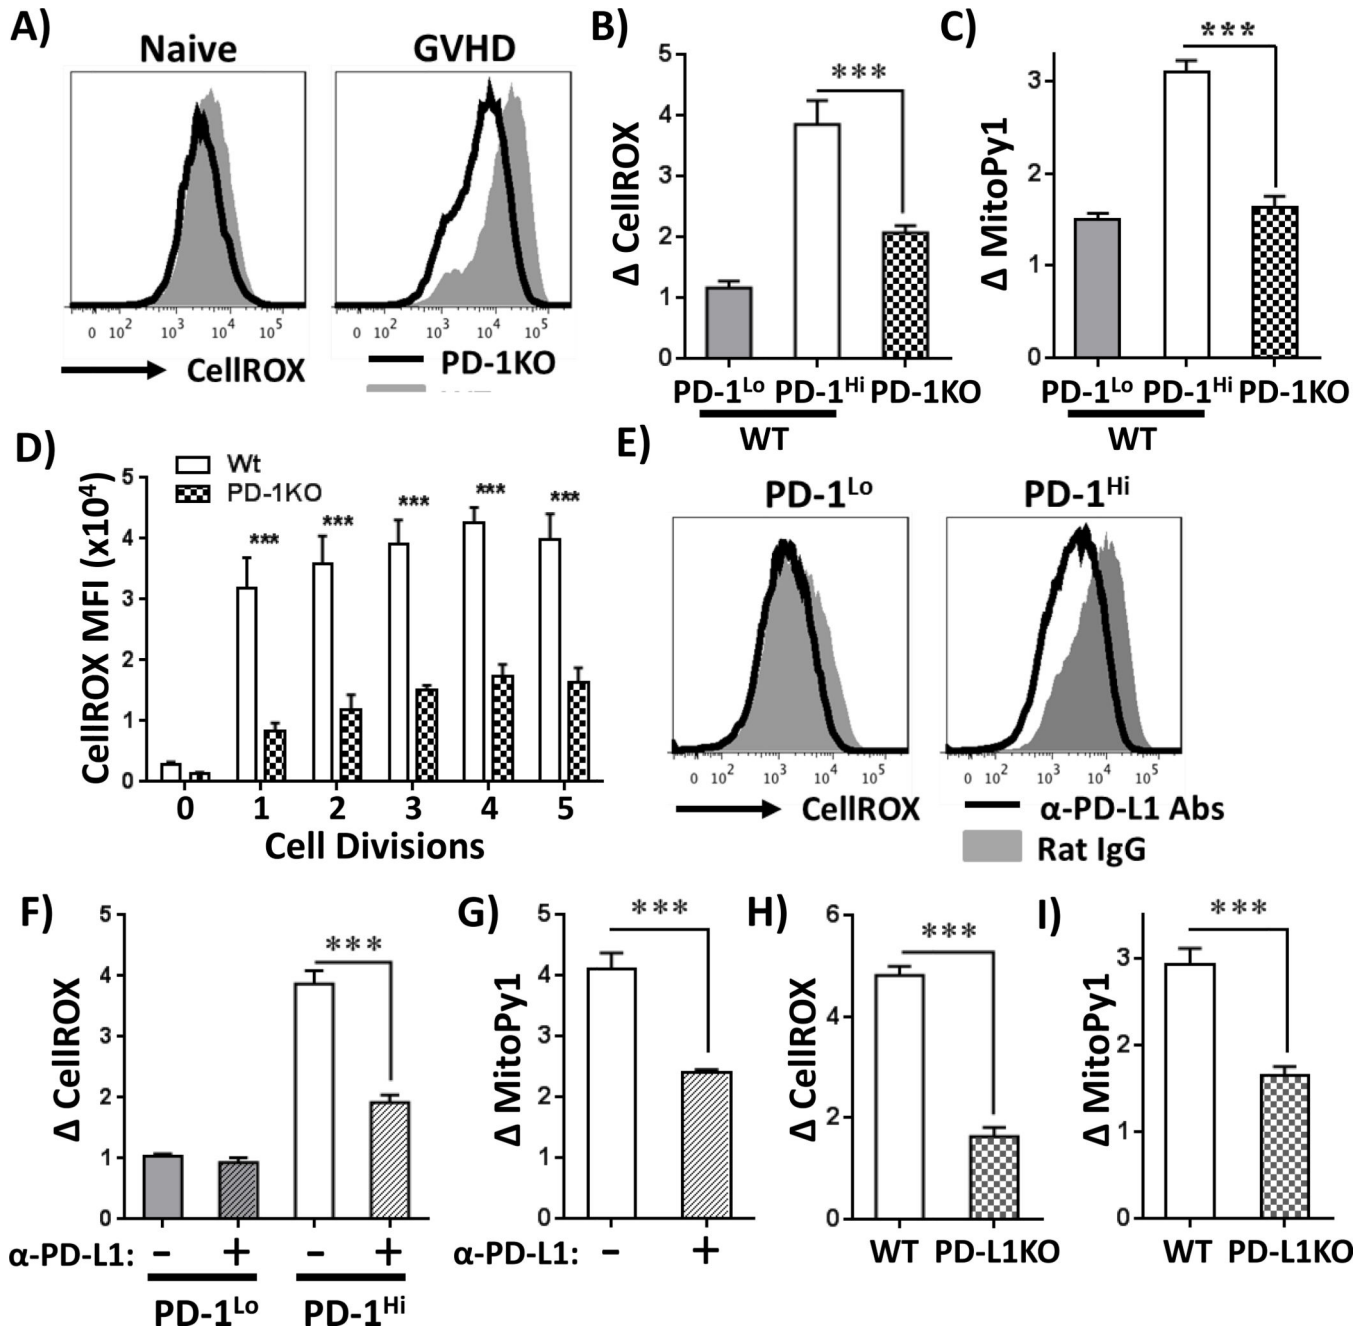 A)
Naive
GVHD
0 10² 10³ 10⁴ 10⁵
0 10² 10³ 10⁴ 10⁵
CellROX
PD-1KO
B)
Δ CellROX
5
4
3
2
1
0
***
PD-1Lo PD-1Hi PD-1KO
WT
C)
Δ MitoPy1
3
2
1
0
***
PD-1Lo PD-1Hi PD-1KO
WT
D)
Wt
PD-1KO
CellROX MFI (x10⁴)
5
4
3
2
1
0
*** *** *** *** ***
0 1 2 3 4 5
Cell Divisions
E)
PD-1Lo
PD-1Hi
0 10² 10³ 10⁴ 10⁵
0 10² 10³ 10⁴ 10⁵
CellROX
α-PD-L1 Abs
Rat IgG
F)
Δ CellROX
5
4
3
2
1
0
***
α-PD-L1: – + – +
PD-1Lo PD-1Hi
G)
Δ MitoPy1
5
4
3
2
1
0
***
α-PD-L1: – +
H)
Δ CellROX
6
4
2
0
***
WT PD-L1KO
I)
Δ MitoPy1
3
2
1
0
***
WT PD-L1KO